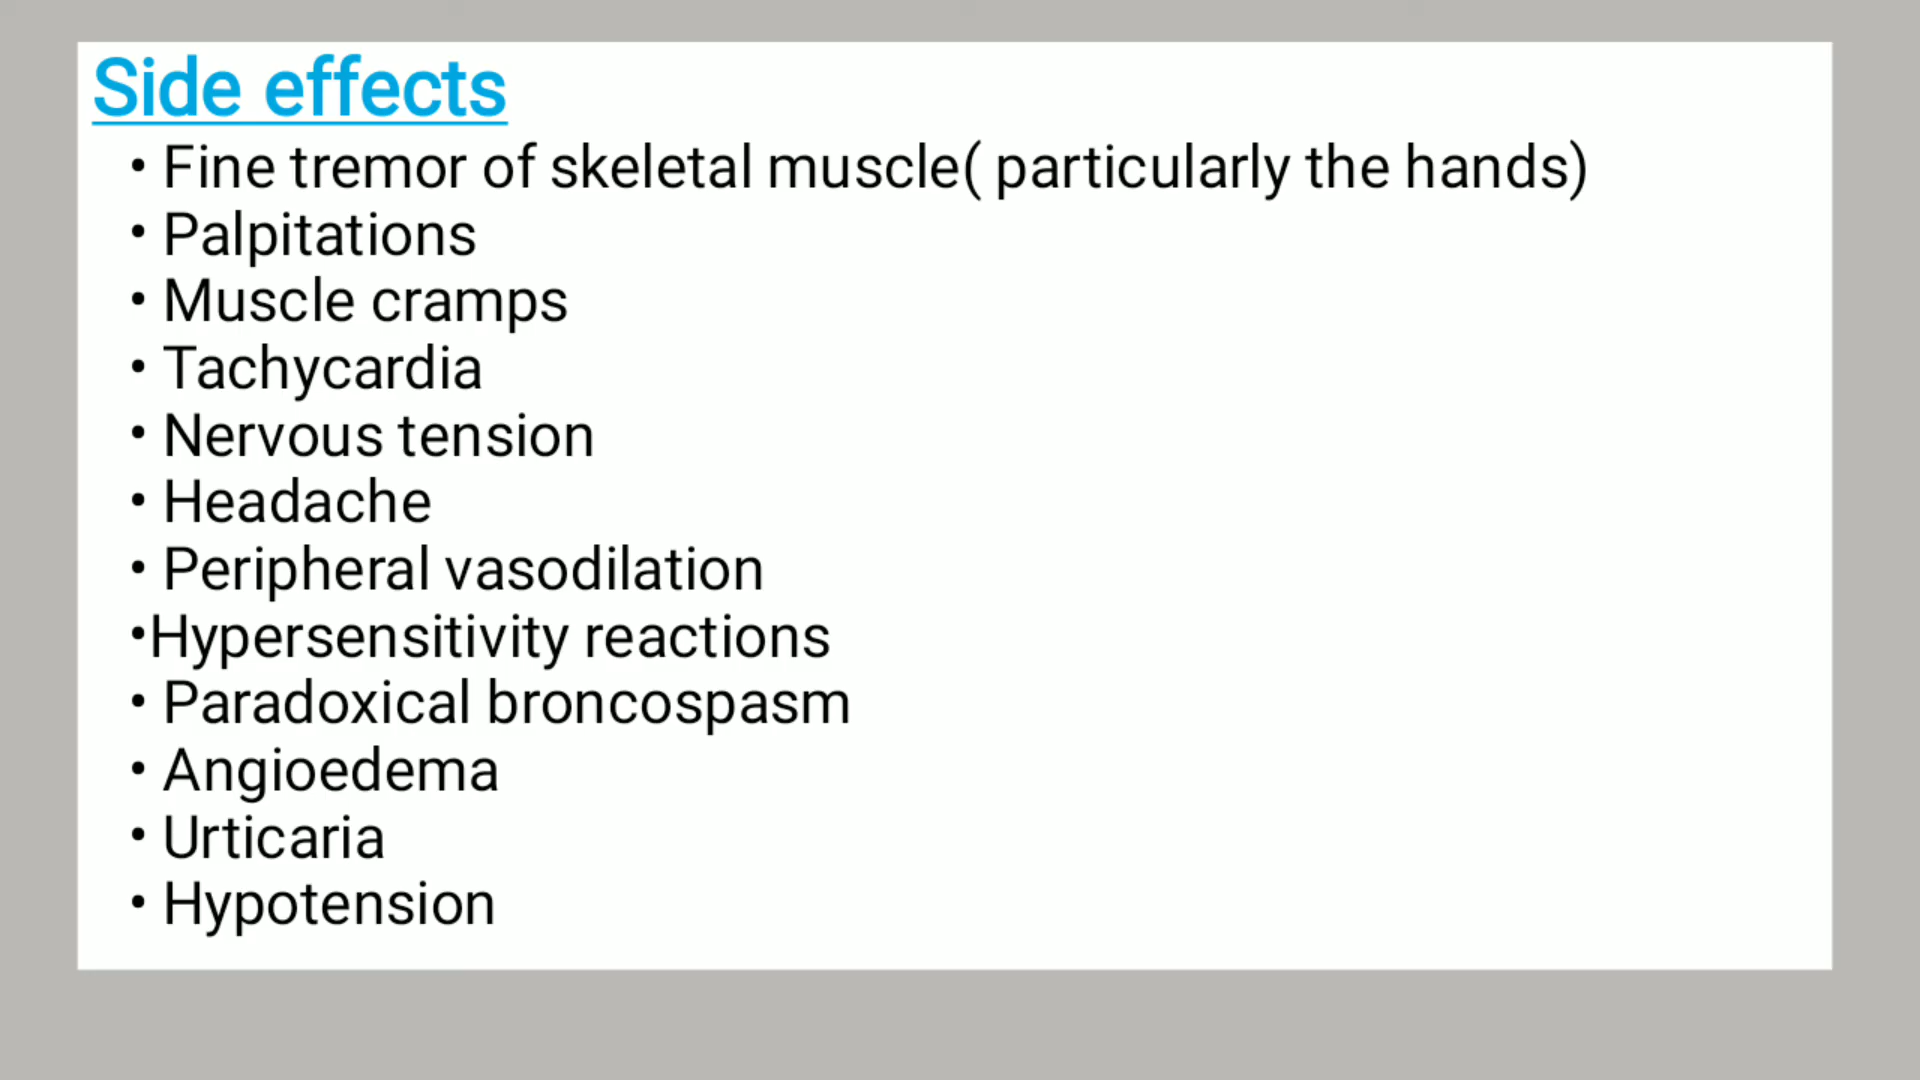 Side effects
• Fine tremor of skeletal muscle( particularly the hands)
• Palpitations
• Muscle cramps
• Tachycardia
• Nervous tension
• Headache
• Peripheral vasodilation
•Hypersensitivity reactions
• Paradoxical broncospasm
• Angioedema
• Urticaria
• Hypotension